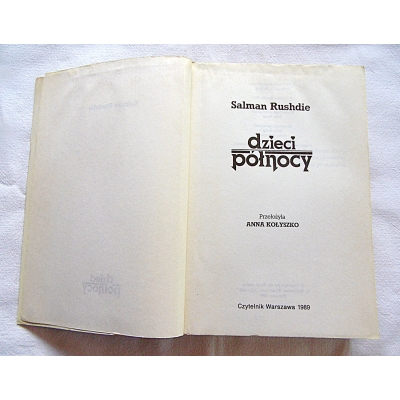 Salman Rushdie
dzieci
północy
Przełożyła
ANNA KOŁYSZKO
Czytelnik Warszawa 1989